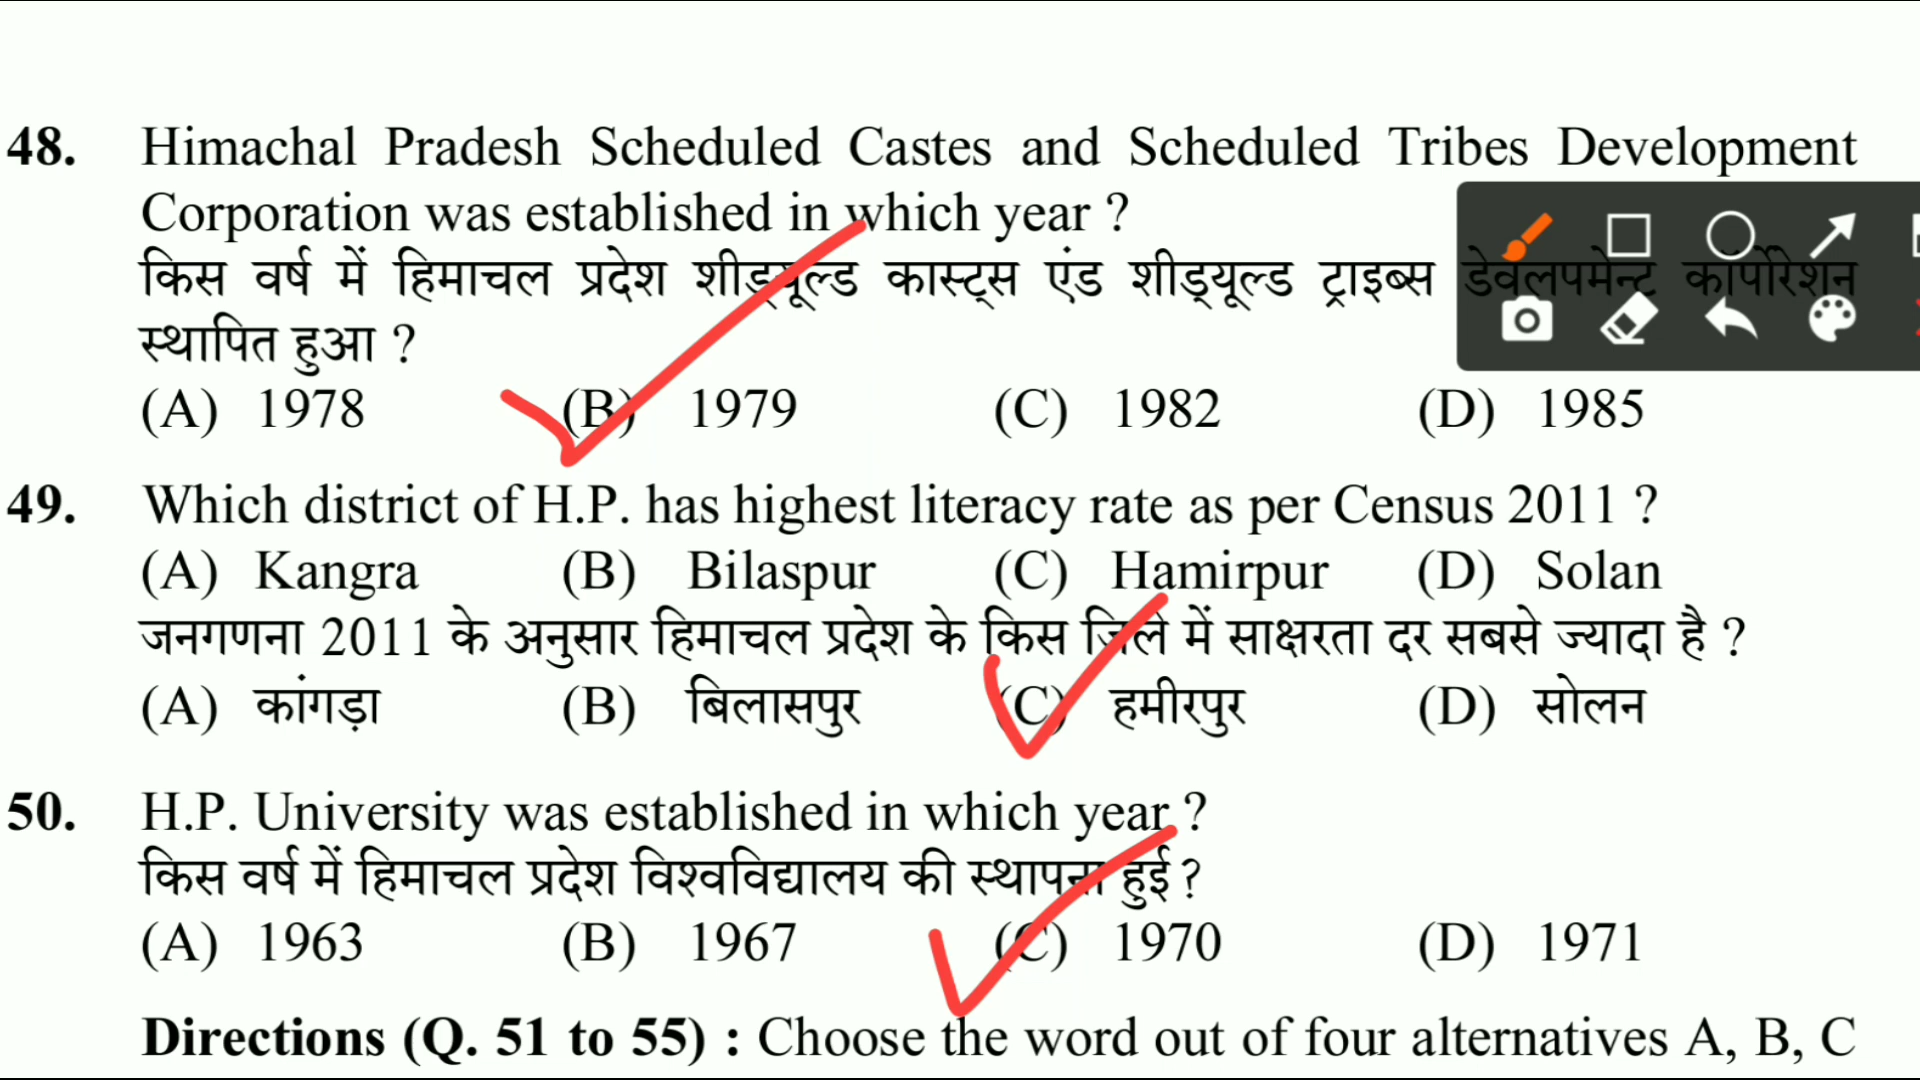 48. Himachal Pradesh Scheduled Castes and Scheduled Tribes Development
Corporation was established in which year ?
किस वर्ष में हिमाचल प्रदेश शीड्यूल्ड कास्ट्स एंड शीड्यूल्ड ट्राइब्स डेवलपमेन्ट कॉर्पोरेशन
स्थापित हुआ ?
(A) 1978 (B) 1979 (C) 1982 (D) 1985
49. Which district of H.P. has highest literacy rate as per Census 2011 ?
(A) Kangra (B) Bilaspur (C) Hamirpur (D) Solan
जनगणना 2011 के अनुसार हिमाचल प्रदेश के किस जिले में साक्षरता दर सबसे ज्यादा है ?
(A) कांगड़ा (B) बिलासपुर (C) हमीरपुर (D) सोलन
50. H.P. University was established in which year ?
किस वर्ष में हिमाचल प्रदेश विश्वविद्यालय की स्थापना हुई ?
(A) 1963 (B) 1967 (C) 1970 (D) 1971
Directions (Q. 51 to 55) : Choose the word out of four alternatives A, B, C